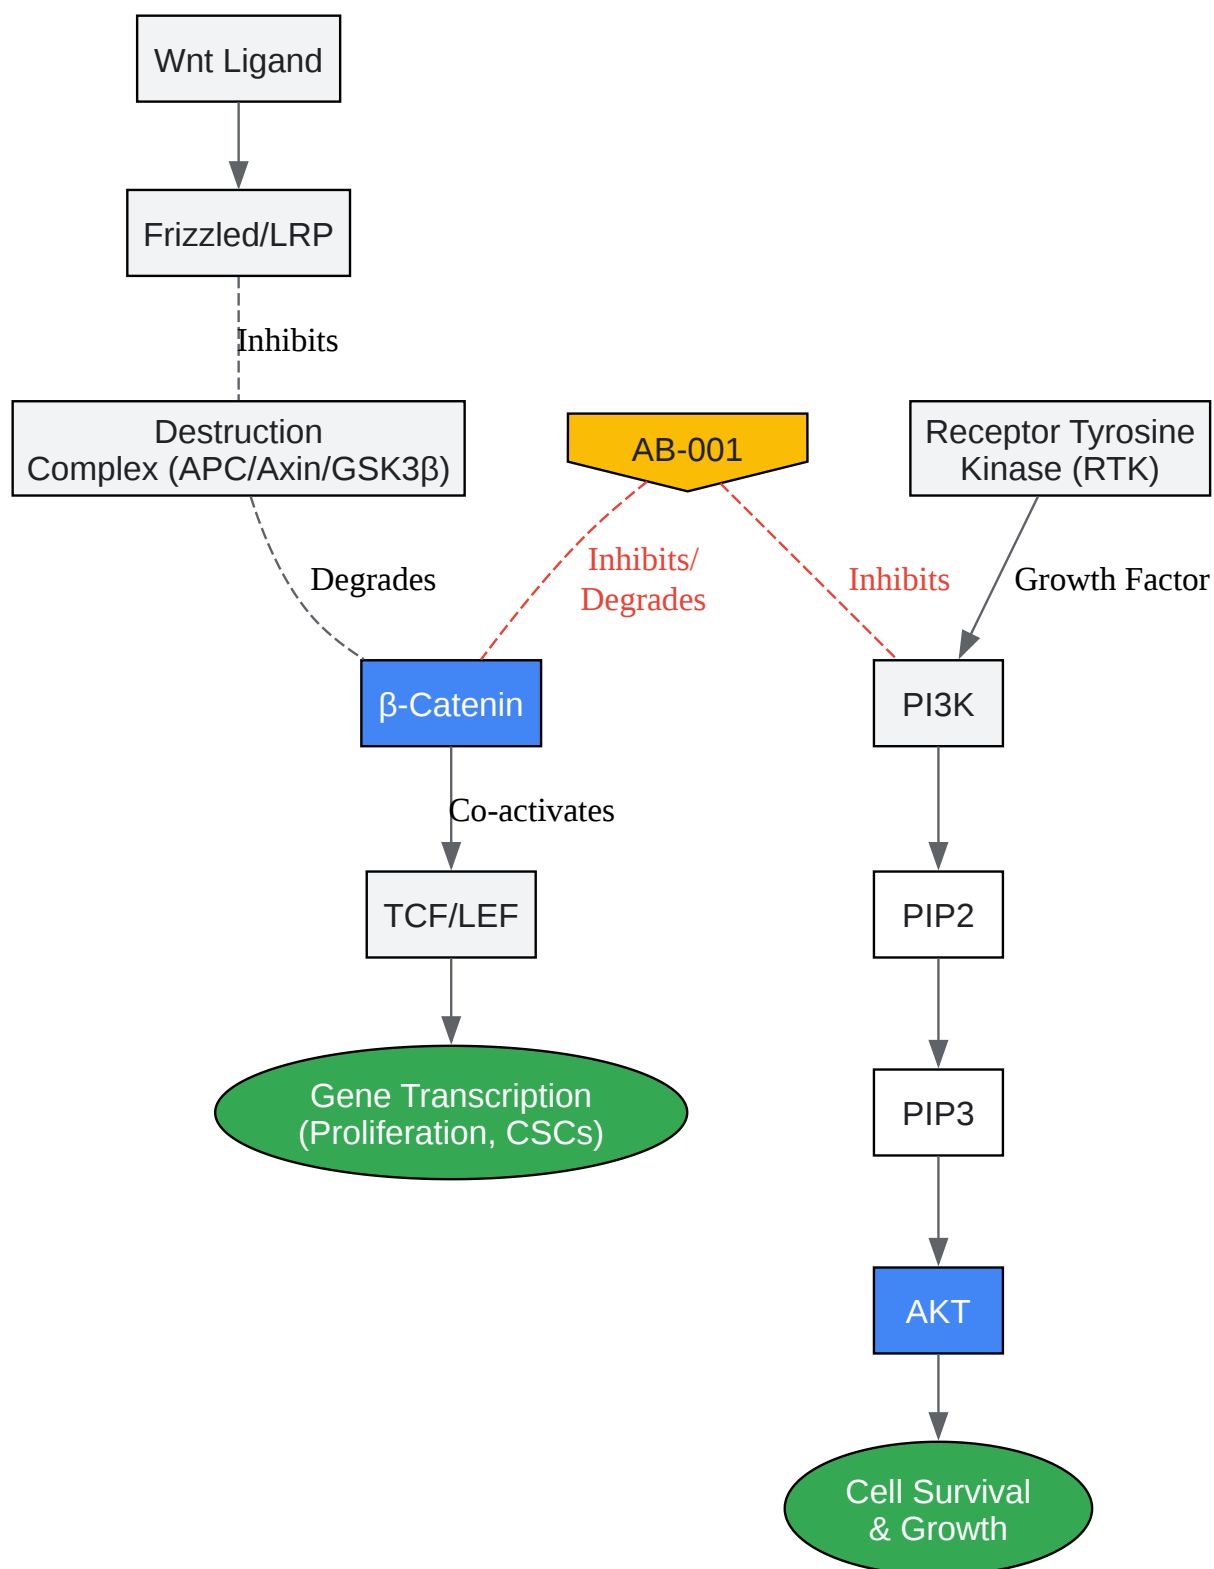 Wnt Ligand
Frizzled/LRP
Inhibits
Destruction
Complex (APC/Axin/GSK3β)
AB-001
Receptor Tyrosine
Kinase (RTK)
Degrades
Inhibits/
Degrades
Inhibits
Growth Factor
β-Catenin
PI3K
Co-activates
TCF/LEF
PIP2
Gene Transcription
(Proliferation, CSCs)
PIP3
AKT
Cell Survival
& Growth